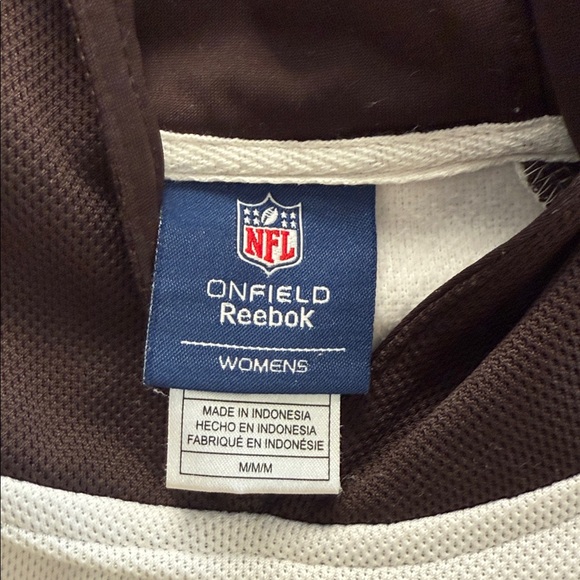 NFL
ONFIELD
Reebok
WOMENS
MADE IN INDONESIA
HECHO EN INDONESIA
FABRIQUÉ EN INDONÉSIE
M/M/M